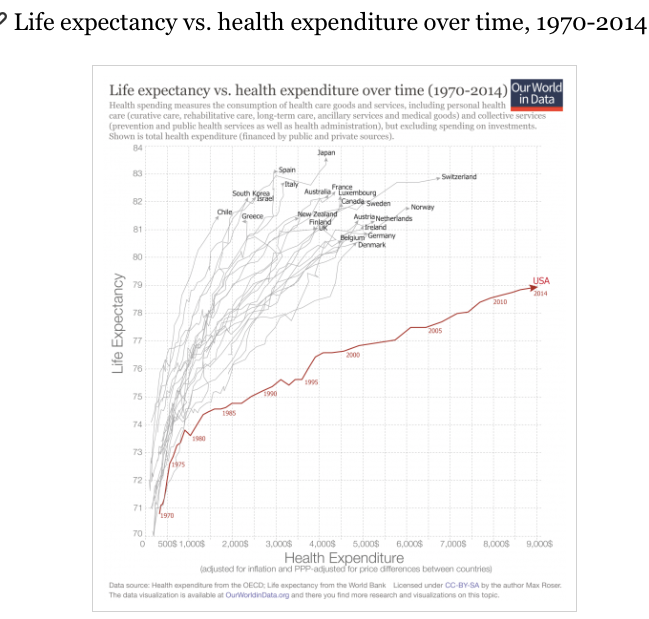 Life expectancy vs. health expenditure over time, 1970-2014
Life expectancy vs. health expenditure over time (1970-2014)
Our World
in Data
Health spending measures the consumption of health care goods and services, including personal health
care (curative care, rehabilitative care, long-term care, ancillary services and medical goods) and collective services
(prevention and public health services as well as health administration), but excluding spending on investments.
Shown is total health expenditure (financed by public and private sources).
84
Japan
83
Spain
Switzerland
Italy
France
South Korea
Australia
Luxembourg
82
Israel
Canada
Sweden
Norway
Chile
Greece
New Zealand
Austria
Netherlands
Finland
81
UK
Ireland
Belgium
Germany
Denmark
80
Life Expectancy
79
USA
2014
2010
78
77
2005
2000
76
1995
1990
75
1985
74
1980
73
1975
72
71
1970
70
0 500$ 1,000$ 2,000$ 3,000$ 4,000$ 5,000$ 6,000$ 7,000$ 8,000$ 9,000$
Health Expenditure
(adjusted for inflation and PPP-adjusted for price differences between countries)
Data source: Health expenditure from the OECD; Life expectancy from the World Bank Licensed under CC-BY-SA by the author Max Roser.
The data visualization is available at OurWorldinData.org and there you find more research and visualizations on this topic.